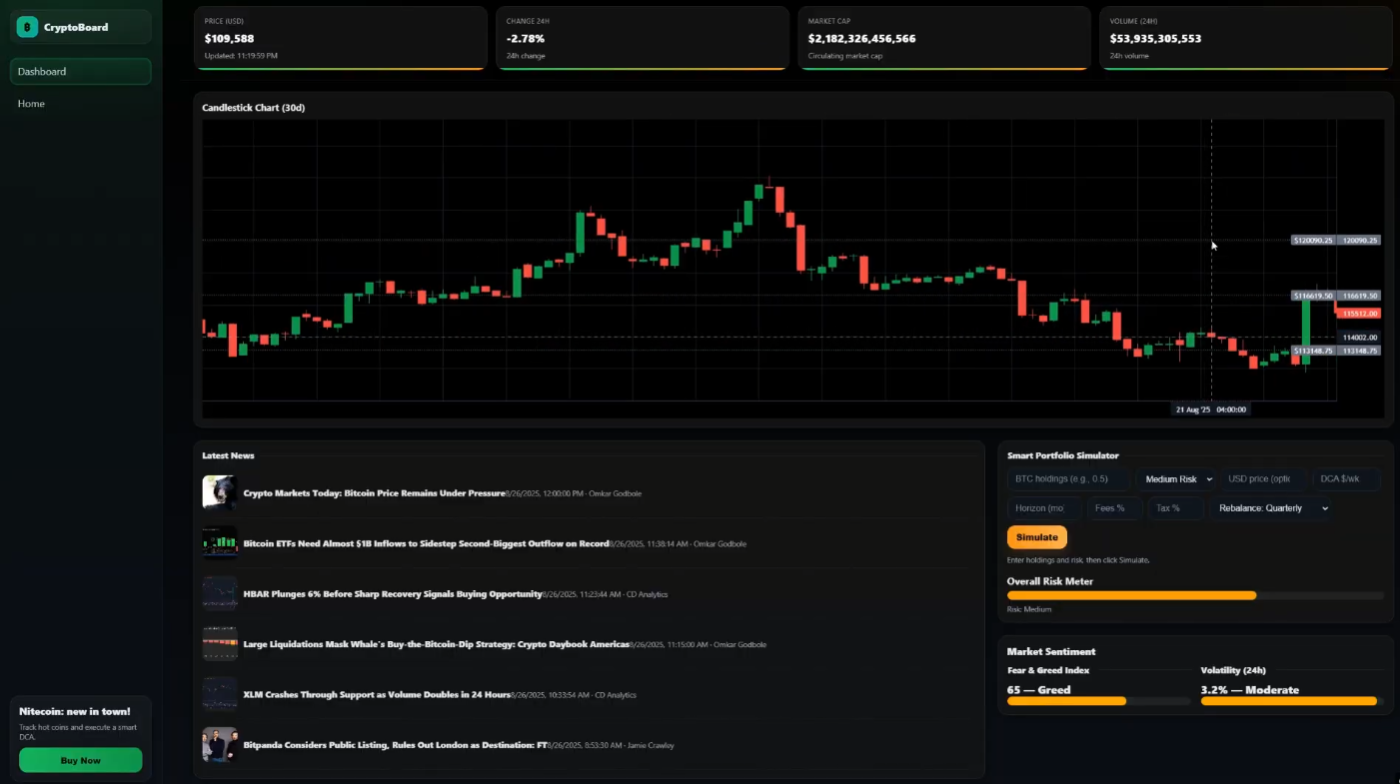 CryptoBoard
Dashboard
Home
Nitecoin: new in town!
Track hot coins and execute a smart
DCA.
Buy Now
PRICE (USD)
$109,588
Updated: 11:19:59 PM
CHANGE 24H
-2.78%
24h change
MARKET CAP
$2,182,326,456,566
Circulating market cap
VOLUME (24H)
$53,935,305,553
24h volume
Candlestick Chart (30d)
$120090.25 120090.25
$116619.50 116619.50
115512.00
114002.00
$113148.75 113148.75
21 Aug '25 04:00:00
Latest News
Crypto Markets Today: Bitcoin Price Remains Under Pressure8/26/2025, 12:00:00 PM · Omkar Godbole
Bitcoin ETFs Need Almost $1B Inflows to Sidestep Second-Biggest Outflow on Record8/26/2025, 11:38:14 AM · Omkar Godbole
HBAR Plunges 6% Before Sharp Recovery Signals Buying Opportunity8/26/2025, 11:23:44 AM · CD Analytics
Large Liquidations Mask Whale's Buy-the-Bitcoin-Dip Strategy: Crypto Daybook Americas8/26/2025, 11:15:00 AM · Omkar Godbole
XLM Crashes Through Support as Volume Doubles in 24 Hours8/26/2025, 10:33:54 AM · CD Analytics
Bitpanda Considers Public Listing, Rules Out London as Destination: FT8/26/2025, 8:53:30 AM · Jamie Crawley
Smart Portfolio Simulator
BTC holdings (e.g., 0.5) Medium Risk USD price (optic DCA $/wk
Horizon (mo Fees % Tax % Rebalance: Quarterly
Simulate
Enter holdings and risk, then click Simulate.
Overall Risk Meter
Risk: Medium
Market Sentiment
Fear & Greed Index
65 — Greed
Volatility (24h)
3.2% — Moderate